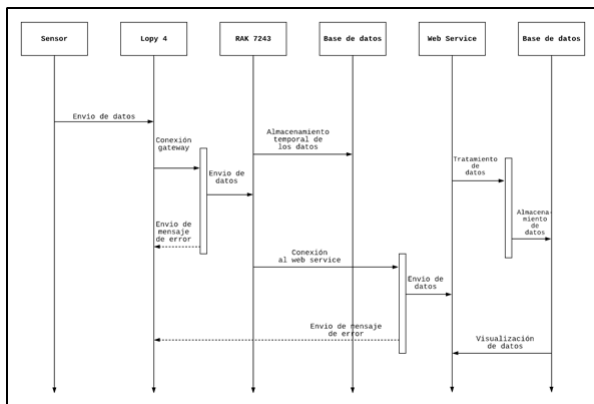 Sensor
Lopy 4
RAK 7243
Base de datos
Web Service
Base de datos
Envio de datos
Conexión
gateway
Envio de
datos
Almacenamiento
temporal de
los datos
Tratamiento
de
datos
Almacena-
miento
de
datos
Envio de
mensaje
de error
Conexión
al web service
Envio de
datos
Envio de mensaje
de error
Visualización
de datos